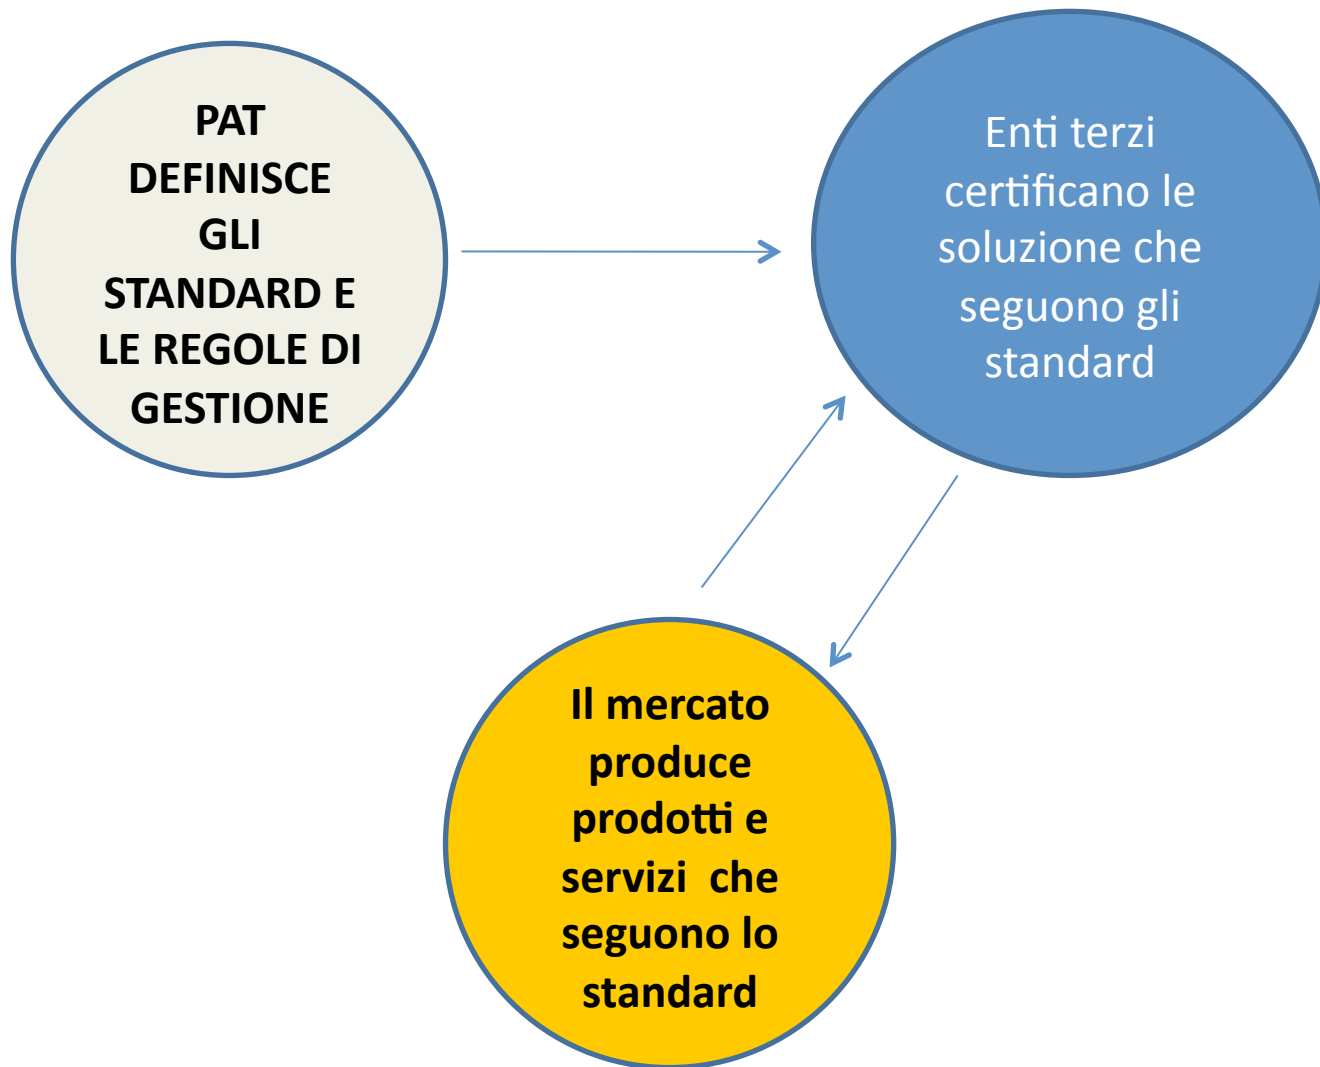 PAT
DEFINISCE
GLI
STANDARD E
LE REGOLE DI
GESTIONE
Enti terzi
certificano le
soluzione che
seguono gli
standard
Il mercato
produce
prodotti e
servizi  che
seguono lo
standard